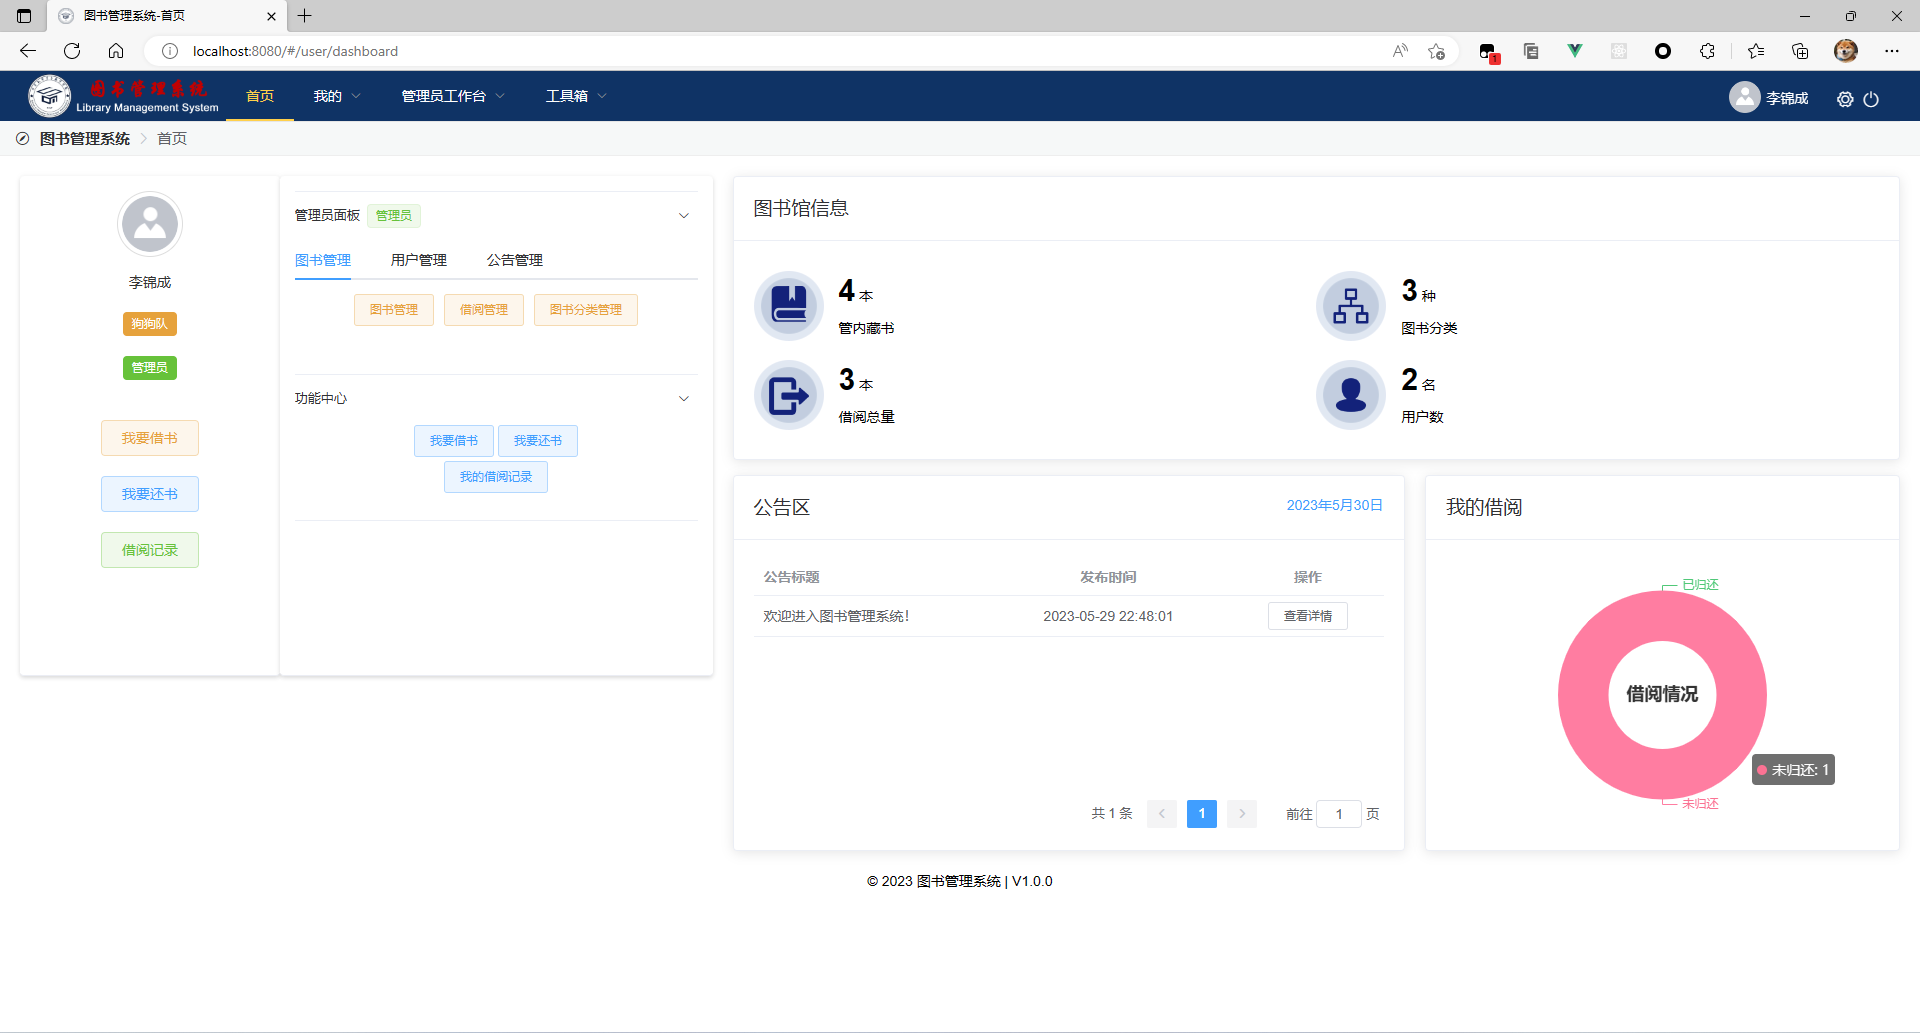 图书管理系统-首页
localhost:8080/#/user/dashboard
1
图书管理系统
Library Management System
首页
我的
管理员工作台
工具箱
李锦成
图书管理系统
首页
李锦成
狗狗队
管理员
我要借书
我要还书
借阅记录
管理员面板 管理员
图书管理 用户管理 公告管理
图书管理 借阅管理 图书分类管理
功能中心
我要借书 我要还书
我的借阅记录
图书馆信息
4 本
管内藏书
3 种
图书分类
3 本
借阅总量
2 名
用户数
公告区
2023年5月30日
公告标题 发布时间 操作
欢迎进入图书管理系统! 2023-05-29 22:48:01 查看详情
共 1 条 1 前往 1 页
我的借阅
已归还
借阅情况
未归还: 1
未归还
© 2023 图书管理系统 | V1.0.0